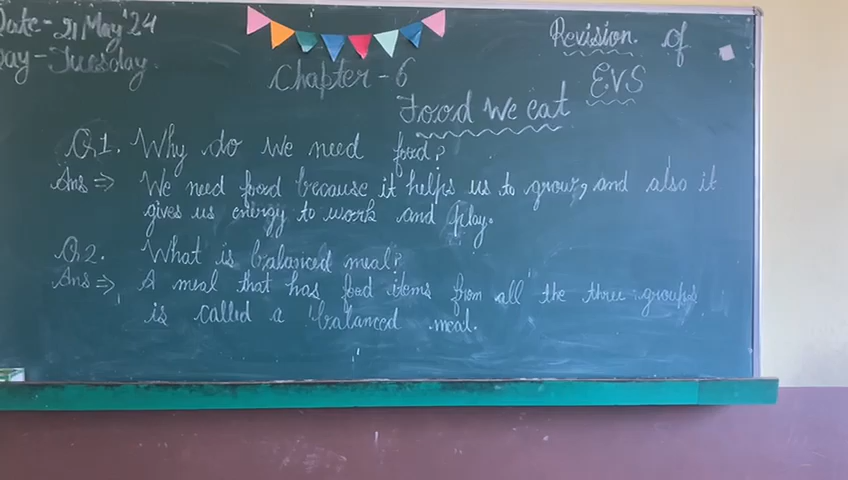 Date - 21 May '24
Day - Tuesday
Revision of
EVS
Chapter - 6
Food we eat
Q.1. Why do we need food?
Ans ⇒ We need food because it helps us to grow, and also it
gives us energy to work and play.
Q.2. What is balanced meal?
Ans ⇒ A meal that has food items from all the three groups
is called a balanced meal.